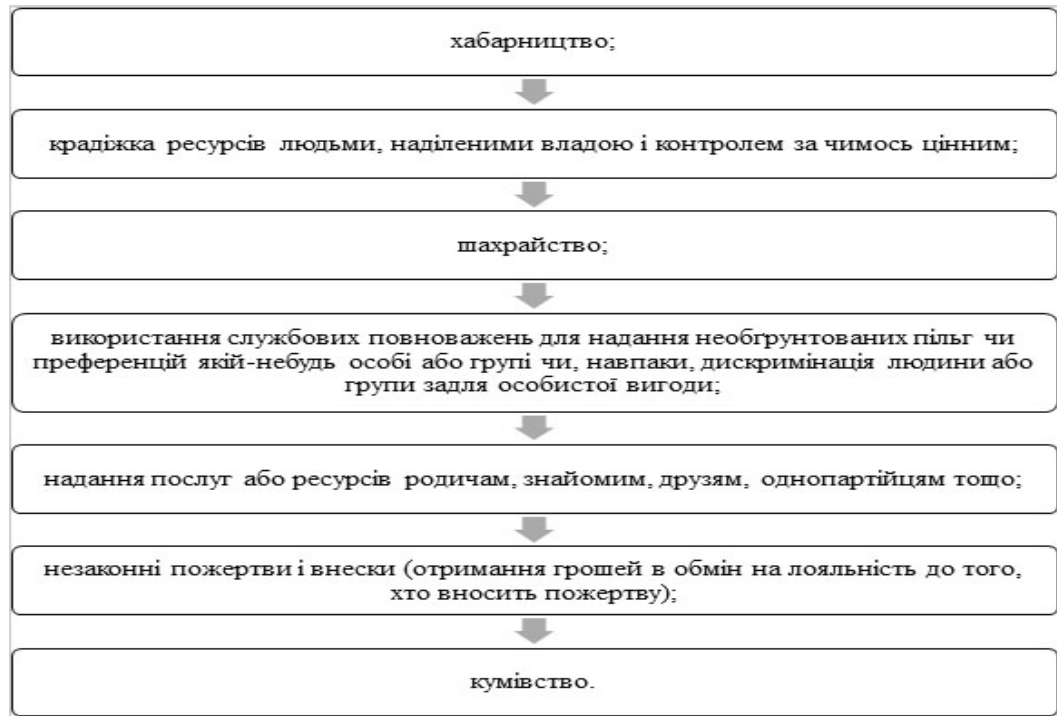 хабарництво;
крадіжка ресурсів людьми, наділеними владою і контролем за чимось цінним;
шахрайство;
використання службових повноважень для надання необґрунтованих пільг чи
преференцій якій-небудь особі або групі чи, навпаки, дискримінація людини або
групи задля особистої вигоди;
надання послуг або ресурсів родичам, знайомим, друзям, однопартійцям тощо;
незаконні пожертви і внески (отримання грошей в обмін на лояльність до того,
хто вносить пожертву);
кумівство.